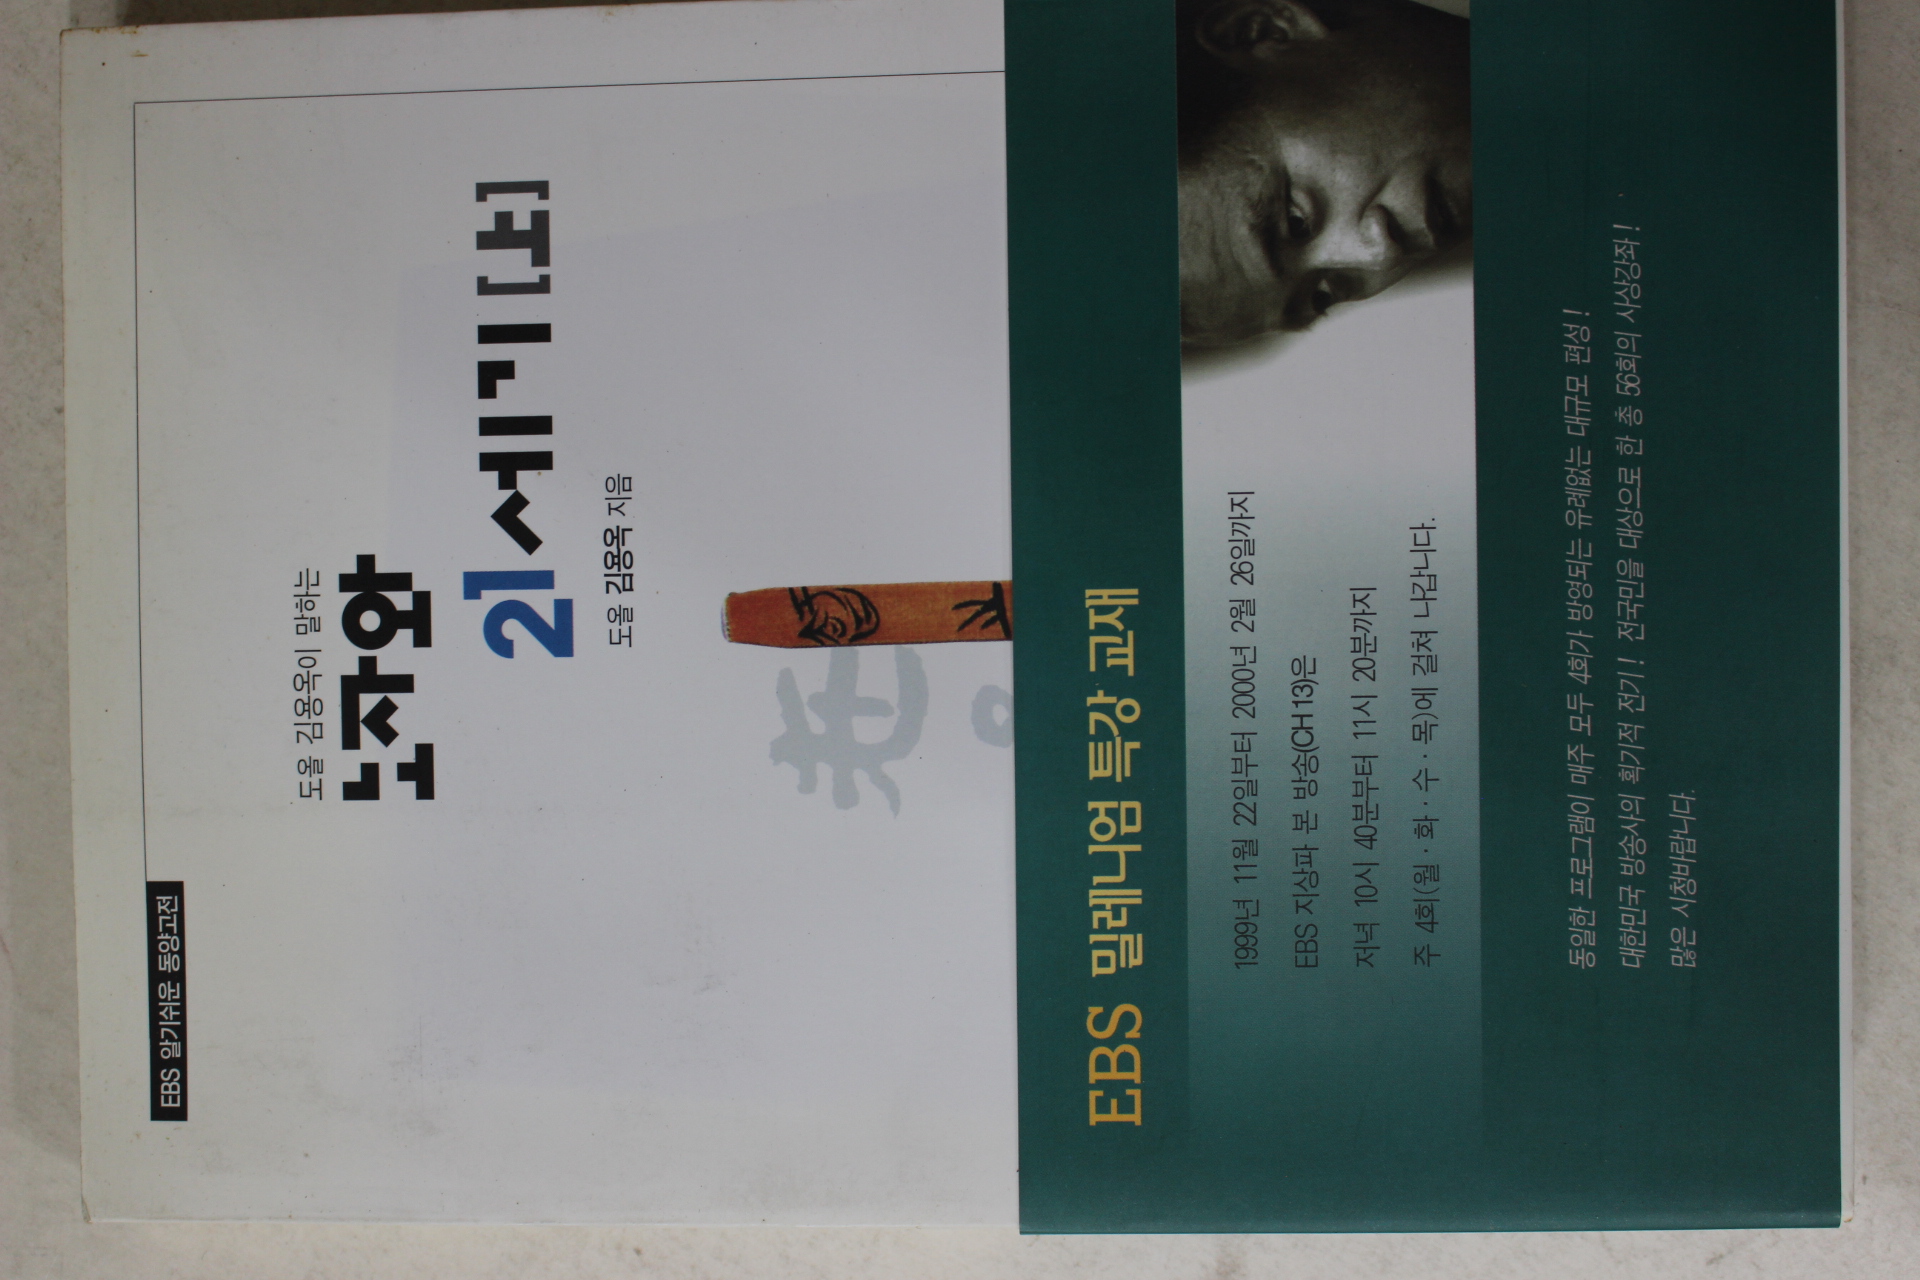 EBS 알기쉬운 동양고전
도올 김용옥이 말하는
노자와
21세기 [상]
도올 김용옥 지음
EBS 밀레니엄 특강 교재
1999년 11월 22일부터 2000년 2월 26일까지
EBS 지상파 본 방송(CH 13)은
저녁 10시 40분부터 11시 20분까지
주 4회(월·화·수·목)에 걸쳐 나갑니다.
동일한 프로그램이 매주 모두 4회가 방영되는 유례없는 대규모 편성!
대한민국 방송사의 획기적 전기! 전국민을 대상으로 한 총 56회의 사상강좌!
많은 시청바랍니다.